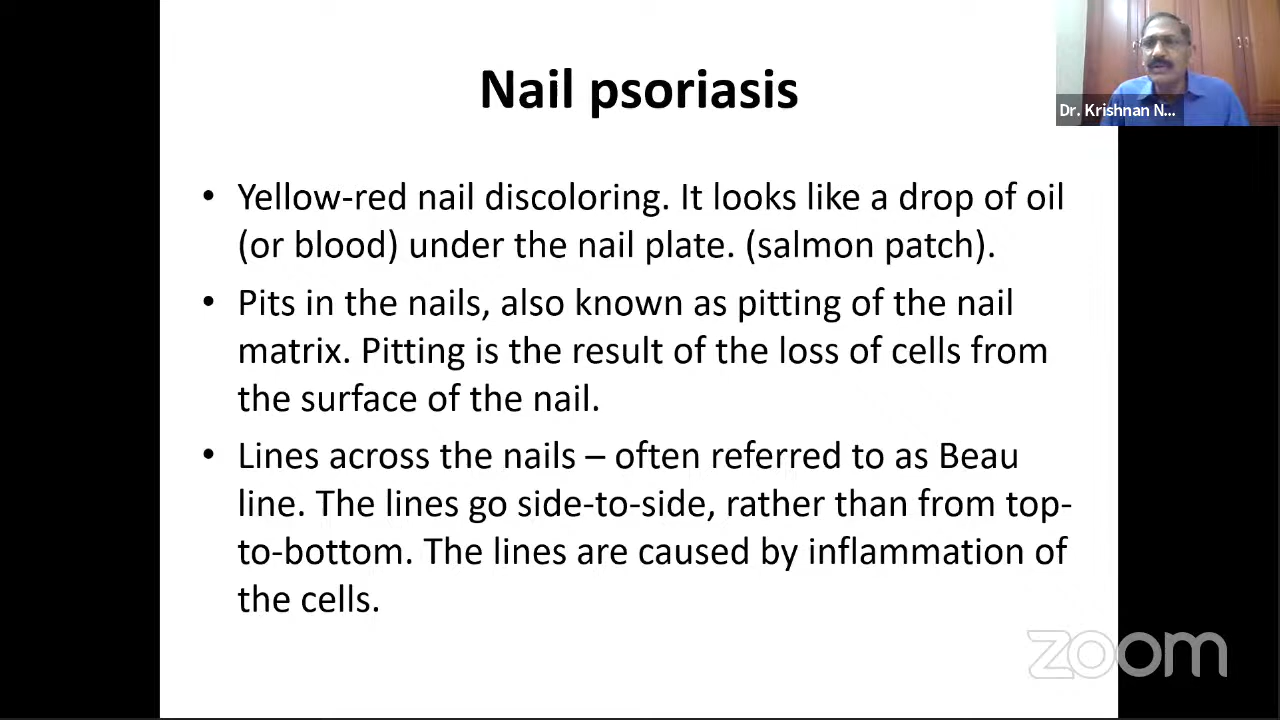 Nail psoriasis
Dr. Krishnan N...
• Yellow-red nail discoloring. It looks like a drop of oil
(or blood) under the nail plate. (salmon patch).
• Pits in the nails, also known as pitting of the nail
matrix. Pitting is the result of the loss of cells from
the surface of the nail.
• Lines across the nails – often referred to as Beau
line. The lines go side-to-side, rather than from top-
to-bottom. The lines are caused by inflammation of
the cells.
zoom